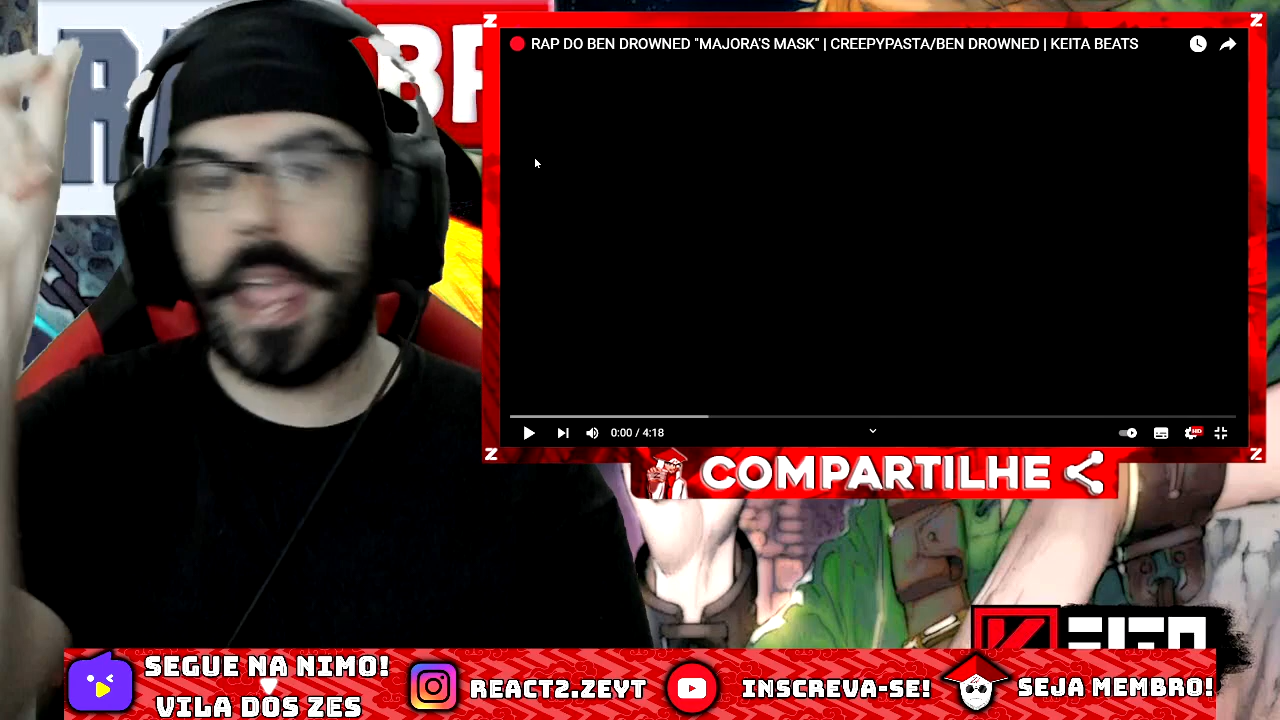 RAP DO BEN DROWNED "MAJORA'S MASK" | CREEPYPASTA/BEN DROWNED | KEITA BEATS
0:00 / 4:18
HD
COMPARTILHE
SEGUE NA NIMO!
VILA DOS ZES
REACT2.ZEYT
INSCREVA-SE!
SEJA MEMBRO!